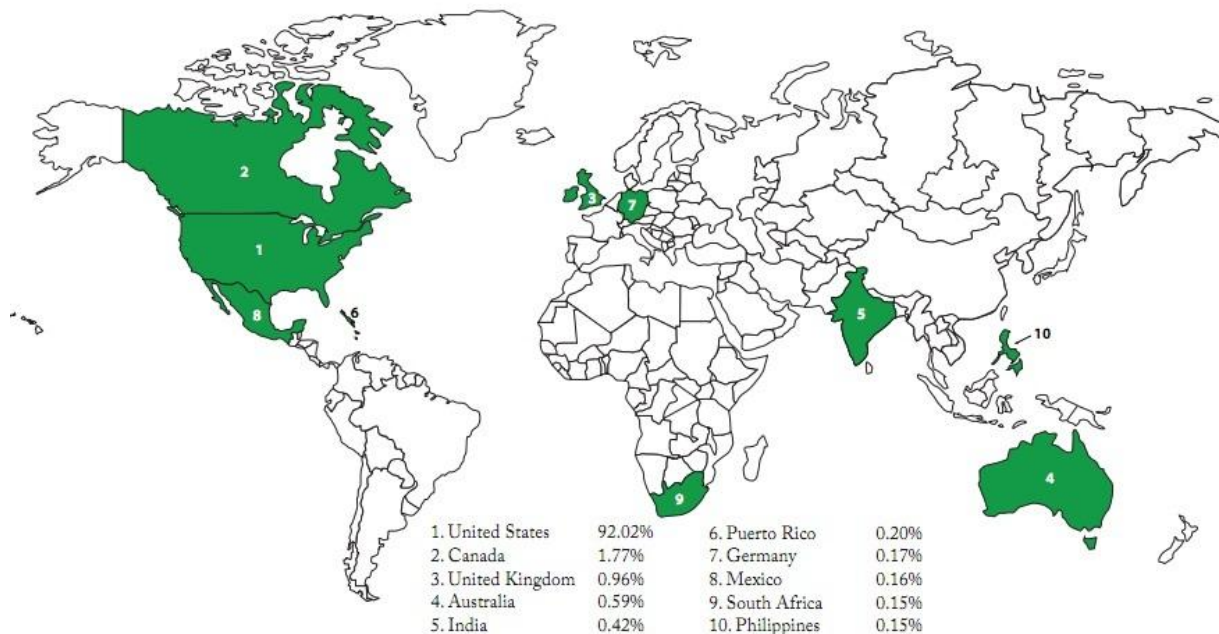 2
1
8
6
3
7
5
10
9
4
1. United States 92.02%
2. Canada 1.77%
3. United Kingdom 0.96%
4. Australia 0.59%
5. India 0.42%
6. Puerto Rico 0.20%
7. Germany 0.17%
8. Mexico 0.16%
9. South Africa 0.15%
10. Philippines 0.15%